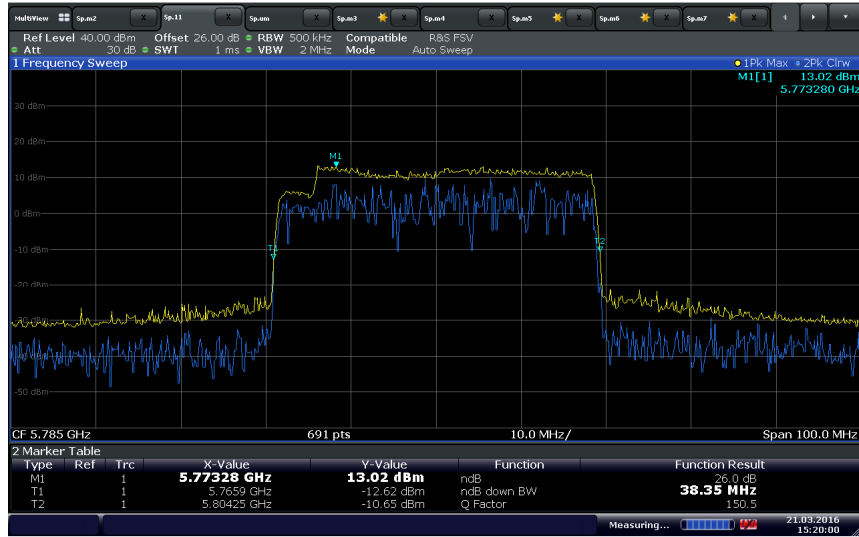 MultiView Sp.m2 X Sp.11 X Sp.um X Sp.m3 X Sp.m4 X Sp.m5 X Sp.m6 X Sp.m7 X
Ref Level 40.00 dBm Offset 26.00 dB RBW 500 kHz Compatible R&S FSV
Att 30 dB SWT 1 ms VBW 2 MHz Mode Auto Sweep
1 Frequency Sweep 1Pk Max 2Pk Clrw
M1[1] 13.02 dBm
5.773280 GHz
30 dBm
20 dBm
M1
10 dBm
0 dBm
T1 T2
-10 dBm
-20 dBm
-50 dBm
CF 5.785 GHz 691 pts 10.0 MHz/ Span 100.0 MHz
2 Marker Table
Type Ref Trc X-Value Y-Value Function Function Result
M1 1 5.77328 GHz 13.02 dBm ndB 26.0 dB
T1 1 5.7659 GHz -12.62 dBm ndB down BW 38.35 MHz
T2 1 5.80425 GHz -10.65 dBm Q Factor 150.5
Measuring... 21.03.2016
15:20:00